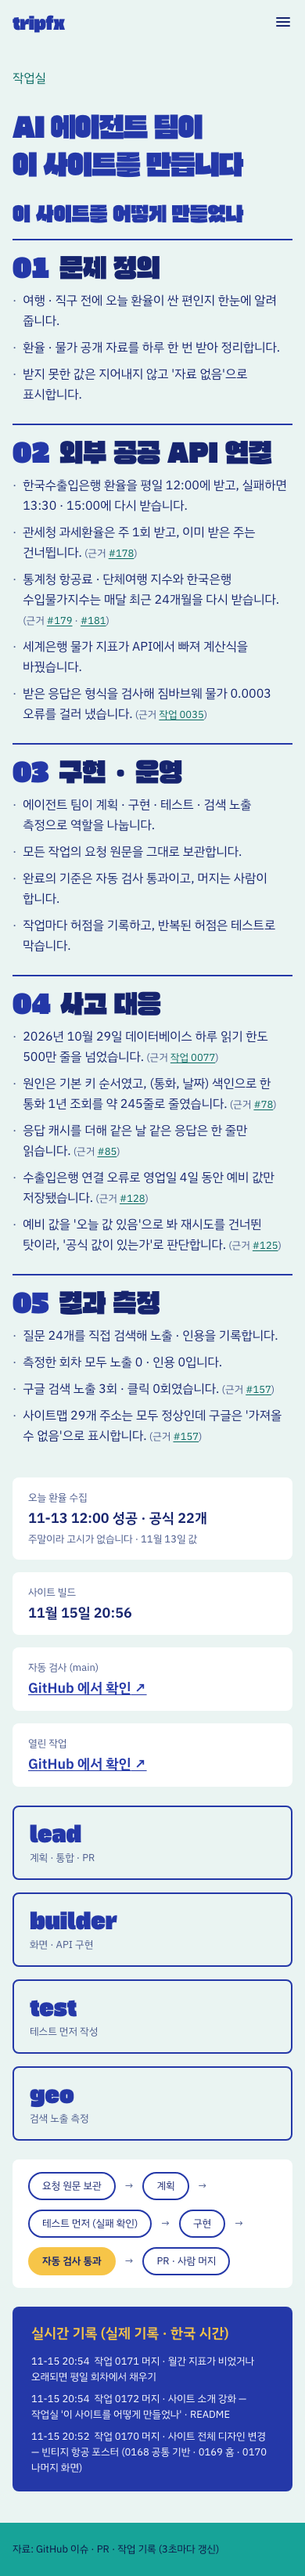 tripfx
작업실
AI 에이전트 팀이
이 사이트를 만듭니다
이 사이트를 어떻게 만들었나
01 문제 정의
· 여행 · 직구 전에 오늘 환율이 싼 편인지 한눈에 알려
줍니다.
· 환율 · 물가 공개 자료를 하루 한 번 받아 정리합니다.
· 받지 못한 값은 지어내지 않고 '자료 없음'으로
표시합니다.
02 외부 공공 API 연결
· 한국수출입은행 환율을 평일 12:00에 받고, 실패하면
13:30 · 15:00에 다시 받습니다.
· 관세청 과세환율은 주 1회 받고, 이미 받은 주는
건너뜁니다. (근거 #178)
· 통계청 항공료 · 단체여행 지수와 한국은행
수입물가지수는 매달 최근 24개월을 다시 받습니다.
(근거 #179 · #181)
· 세계은행 물가 지표가 API에서 빠져 계산식을
바꿨습니다.
· 받은 응답은 형식을 검사해 짐바브웨 물가 0.0003
오류를 걸러 냈습니다. (근거 작업 0035)
03 구현 · 운영
· 에이전트 팀이 계획 · 구현 · 테스트 · 검색 노출
측정으로 역할을 나눕니다.
· 모든 작업의 요청 원문을 그대로 보관합니다.
· 완료의 기준은 자동 검사 통과이고, 머지는 사람이
합니다.
· 작업마다 허점을 기록하고, 반복된 허점은 테스트로
막습니다.
04 사고 대응
· 2026년 10월 29일 데이터베이스 하루 읽기 한도
500만 줄을 넘었습니다. (근거 작업 0077)
· 원인은 기본 키 순서였고, (통화, 날짜) 색인으로 한
통화 1년 조회를 약 245줄로 줄였습니다. (근거 #78)
· 응답 캐시를 더해 같은 날 같은 응답은 한 줄만
읽습니다. (근거 #85)
· 수출입은행 연결 오류로 영업일 4일 동안 예비 값만
저장됐습니다. (근거 #128)
· 예비 값을 '오늘 값 있음'으로 봐 재시도를 건너뛴
탓이라, '공식 값이 있는가'로 판단합니다. (근거 #125)
05 결과 측정
· 질문 24개를 직접 검색해 노출 · 인용을 기록합니다.
· 측정한 회차 모두 노출 0 · 인용 0입니다.
· 구글 검색 노출 3회 · 클릭 0회였습니다. (근거 #157)
· 사이트맵 29개 주소는 모두 정상인데 구글은 '가져올
수 없음'으로 표시합니다. (근거 #157)
오늘 환율 수집
11-13 12:00 성공 · 공식 22개
주말이라 고시가 없습니다 · 11월 13일 값
사이트 빌드
11월 15일 20:56
자동 검사 (main)
GitHub 에서 확인 ↗
열린 작업
GitHub 에서 확인 ↗
lead
계획 · 통합 · PR
builder
화면 · API 구현
test
테스트 먼저 작성
geo
검색 노출 측정
요청 원문 보관 → 계획 →
테스트 먼저 (실패 확인) → 구현 →
자동 검사 통과 → PR · 사람 머지
실시간 기록 (실제 기록 · 한국 시간)
11-15 20:54 작업 0171 머지 · 월간 지표가 비었거나
오래되면 평일 회차에서 채우기
11-15 20:54 작업 0172 머지 · 사이트 소개 강화 —
작업실 '이 사이트를 어떻게 만들었나' · README
11-15 20:52 작업 0170 머지 · 사이트 전체 디자인 변경
— 빈티지 항공 포스터 (0168 공통 기반 · 0169 홈 · 0170
나머지 화면)
자료: GitHub 이슈 · PR · 작업 기록 (3초마다 갱신)